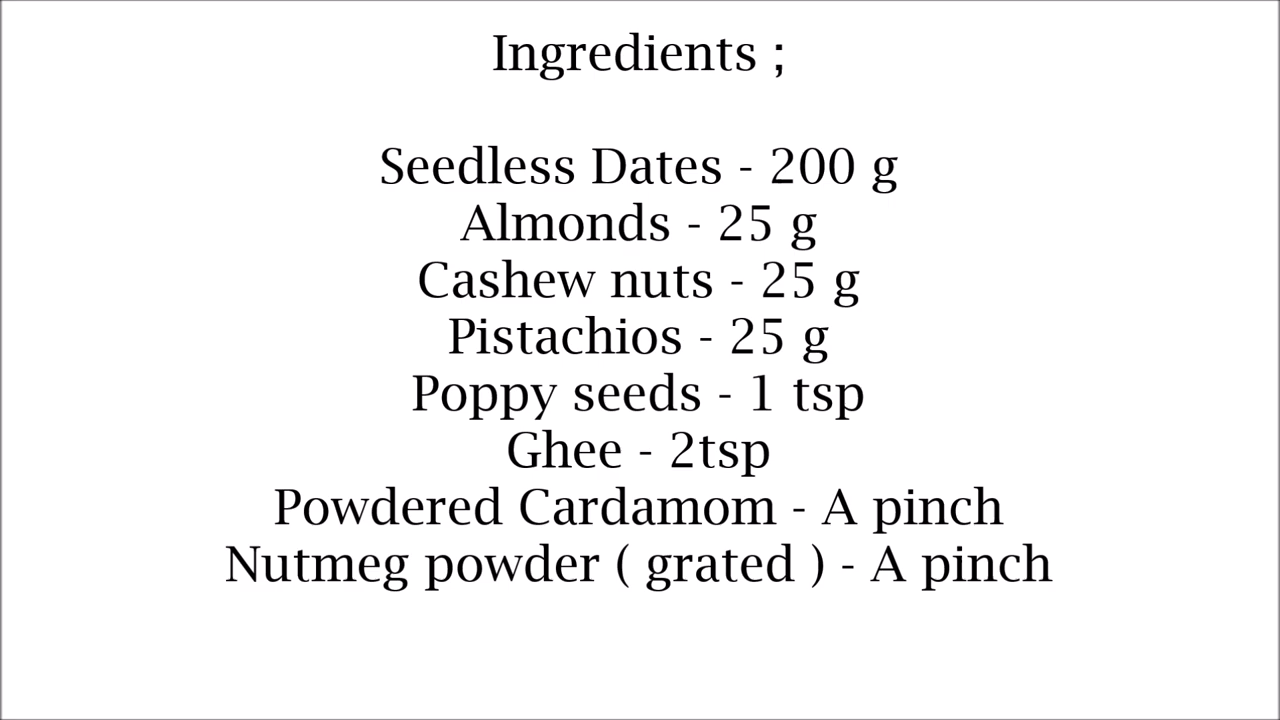 Ingredients ;
Seedless Dates - 200 g
Almonds - 25 g
Cashew nuts - 25 g
Pistachios - 25 g
Poppy seeds - 1 tsp
Ghee - 2tsp
Powdered Cardamom - A pinch
Nutmeg powder ( grated ) - A pinch